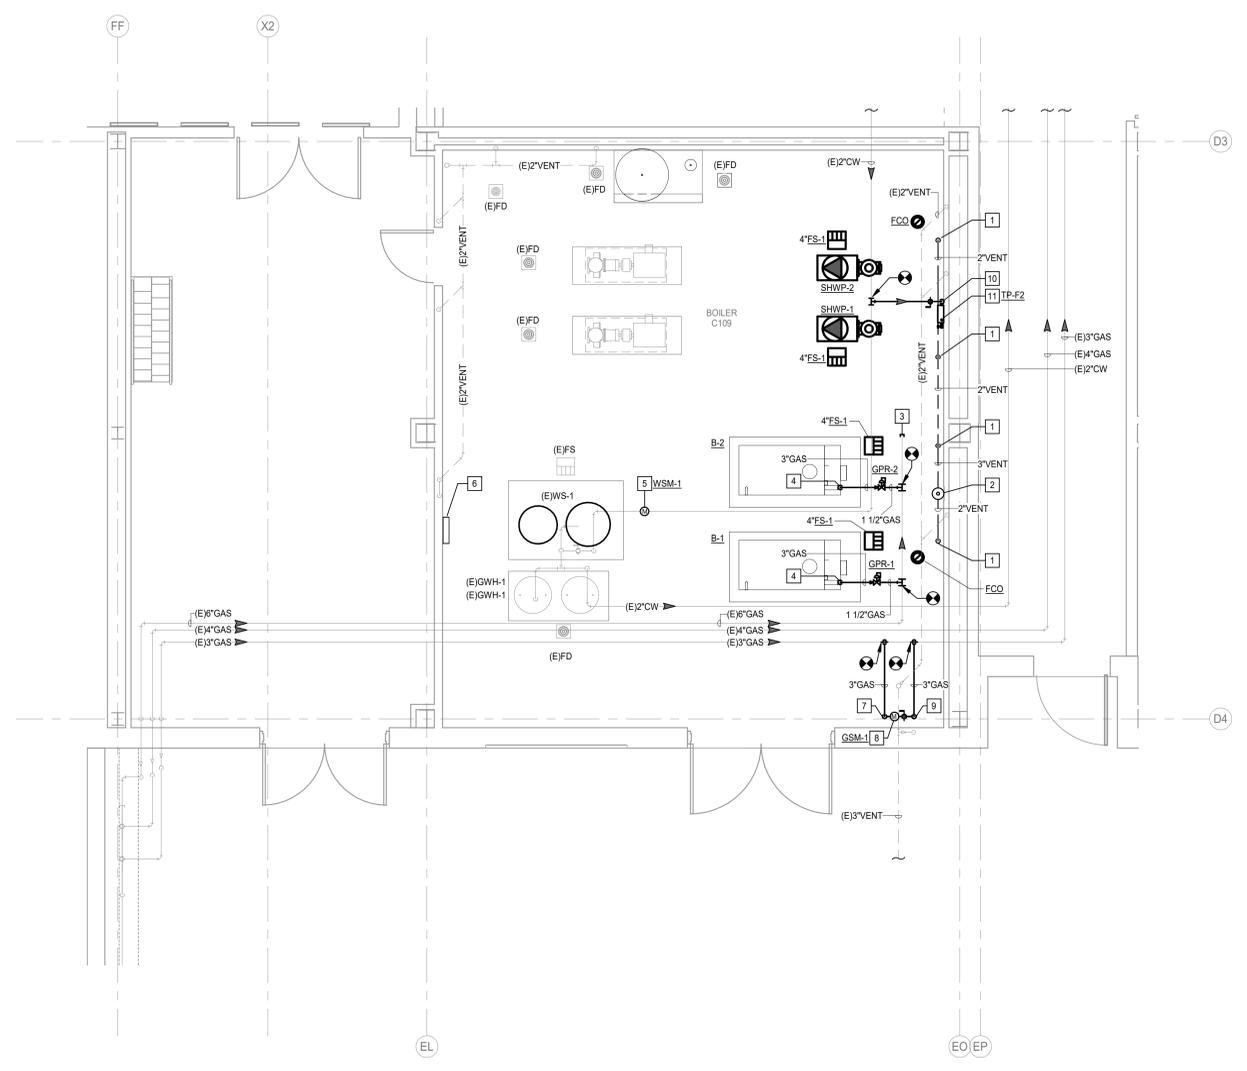 FF
X2
D3
(E)2"VENT
(E)FD
(E)FD
(E)FD
(E)2"CW
(E)2"VENT
FCO
1
4"FS-1
(E)2"VENT
(E)FD
2"VENT
SHWP-2
10
11
TP-F2
BOILER
C109
SHWP-1
(E)FD
1
(E)3"GAS
(E)4"GAS
4"FS-1
(E)2"VENT
(E)2"CW
(E)2"VENT
2"VENT
3
4"FS-1
1
B-2
(E)FS
3"GAS
GPR-2
3"VENT
4
6
5
WSM-1
2
(E)WS-1
2"VENT
1 1/2"GAS
4"FS-1
B-1
3"GAS
1
GPR-1
4
(E)GWH-1
(E)GWH-1
FCO
(E)2"CW
(E)6"GAS
(E)6"GAS
1 1/2"GAS
(E)4"GAS
(E)4"GAS
(E)3"GAS
(E)3"GAS
(E)FD
3"GAS
3"GAS
7
M
9
D4
GSM-1
8
(E)3"VENT
M
EL
EO
EP